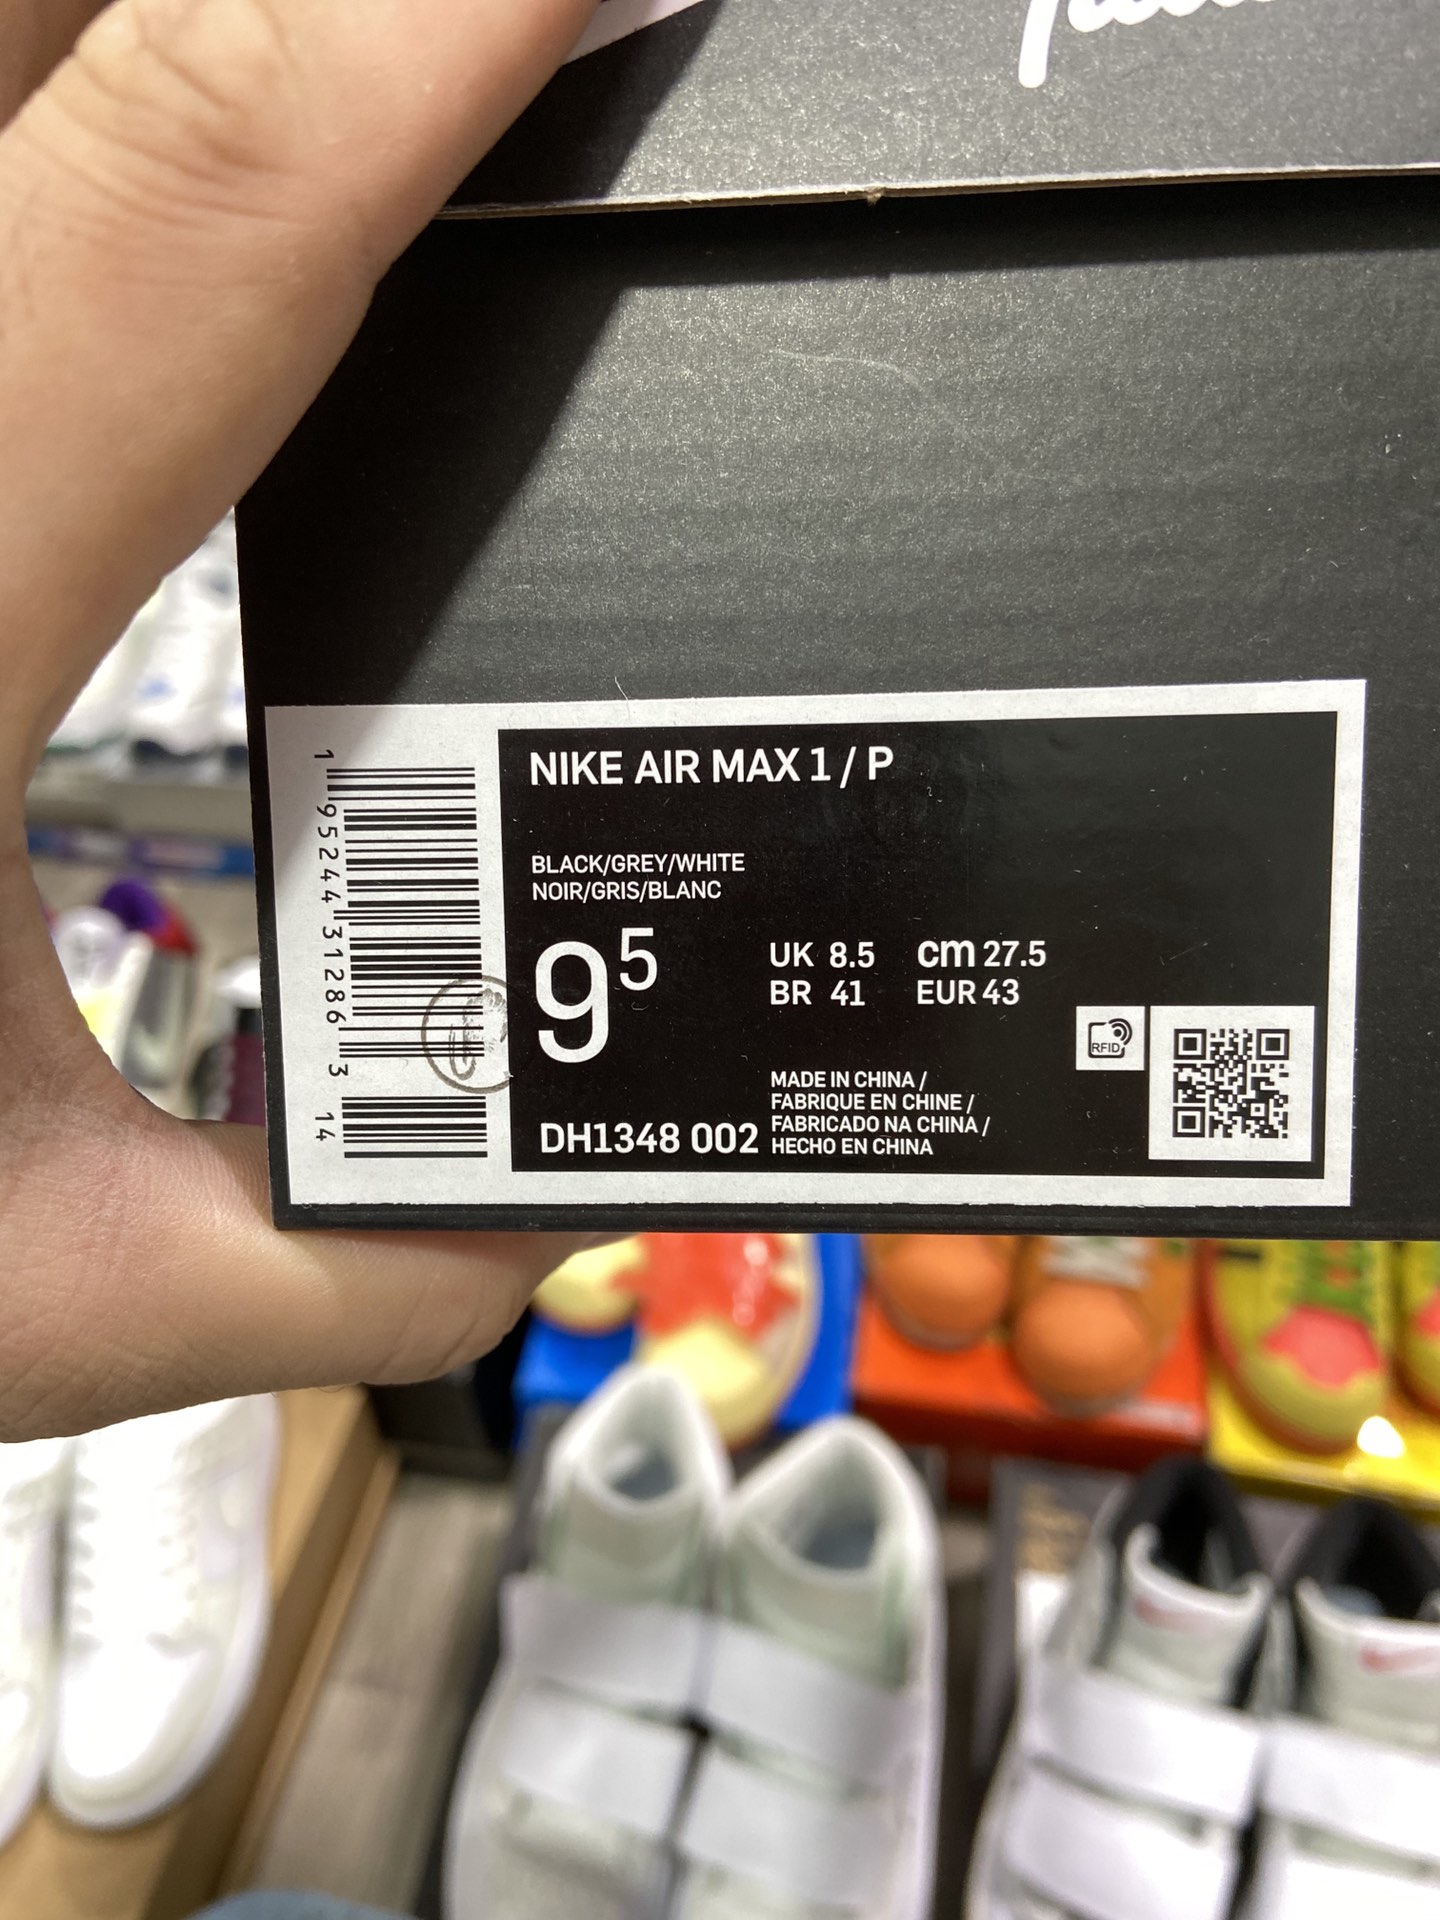 NIKE AIR MAX 1 / P
BLACK/GREY/WHITE
NOIR/GRIS/BLANC
9 5
UK 8.5 cm 27.5
BR 41 EUR 43
RFID
MADE IN CHINA /
FABRIQUE EN CHINE /
FABRICADO NA CHINA /
HECHO EN CHINA
DH1348 002
1 95244 31286 3 14